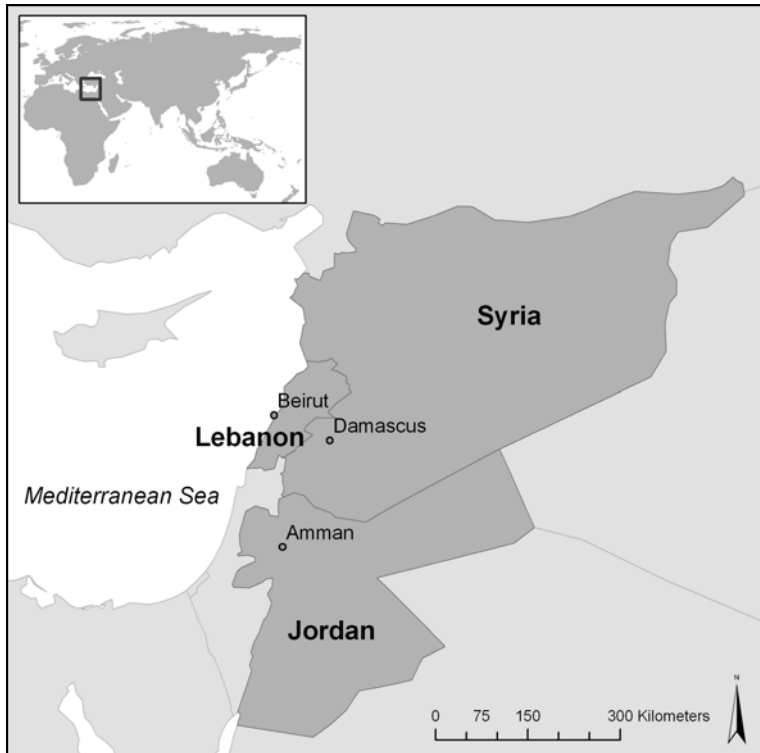 Syria
Beirut
Lebanon
Damascus
Mediterranean Sea
Amman
Jordan
N
0 75 150 300 Kilometers